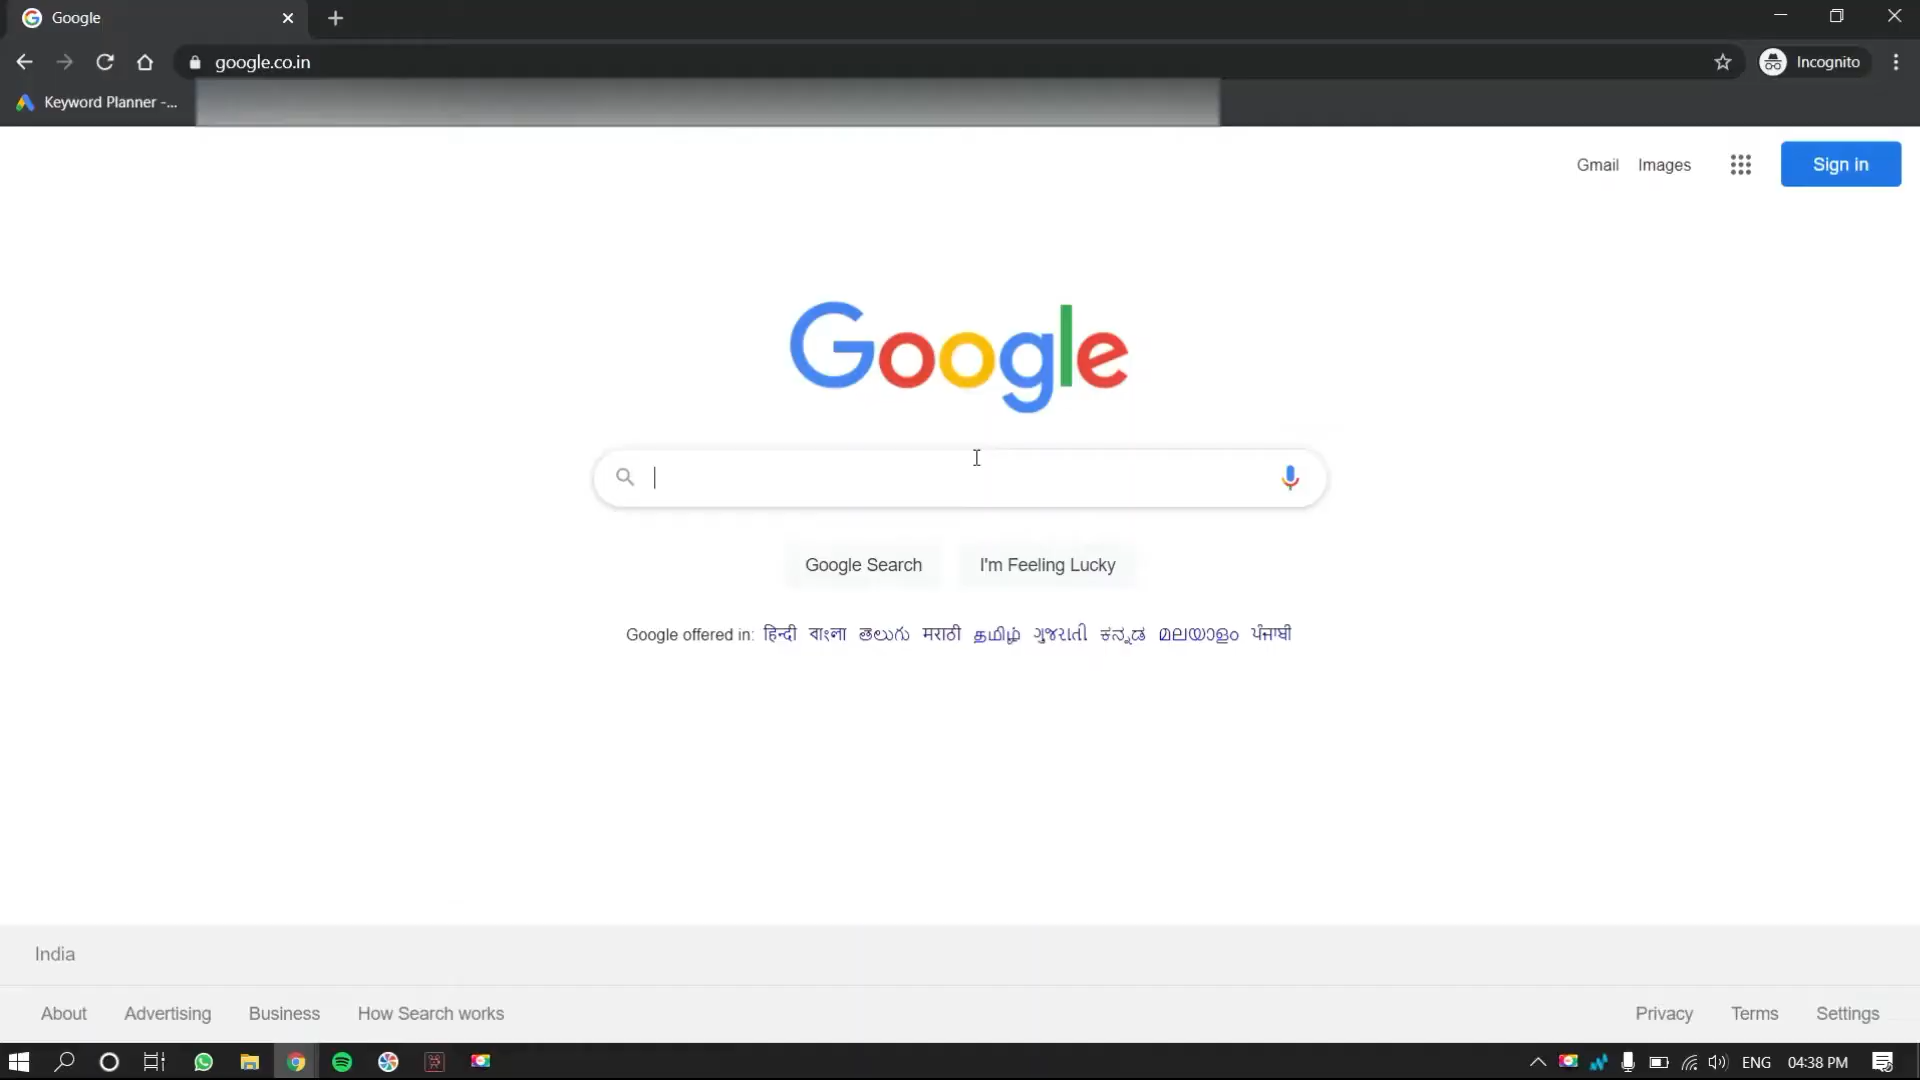 Google
google.co.in
Incognito
Keyword Planner -...
Gmail Images Sign in
Google
Google Search I'm Feeling Lucky
Google offered in: हिन्दी বাংলা తెలుగు मराठी தமிழ் ગુજરાતી ಕನ್ನಡ മലയാളം ਪੰਜਾਬੀ
India
About Advertising Business How Search works Privacy Terms Settings
ENG 04:38 PM